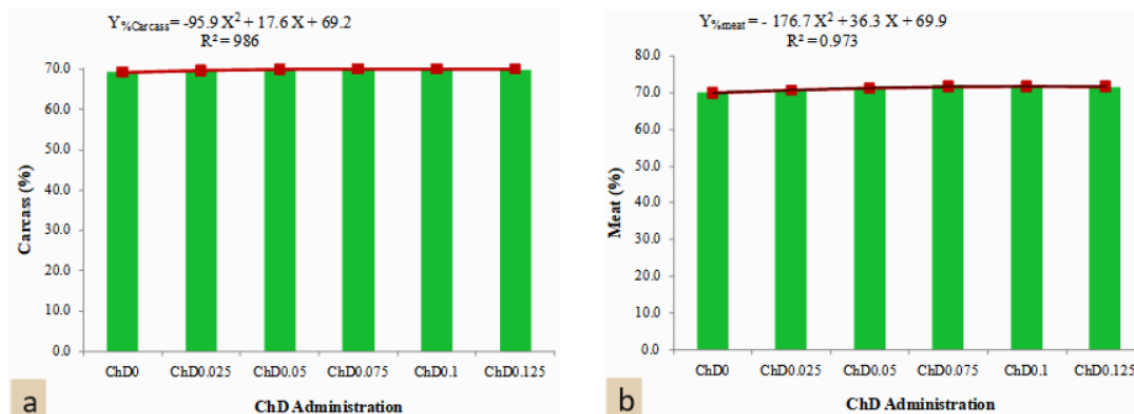 Y%Carcass = -95.9 X² + 17.6 X + 69.2
R² = 986
70.0
60.0
50.0
40.0
30.0
20.0
10.0
0.0
Carcass (%)
ChD0 ChD0.025 ChD0.05 ChD0.075 ChD0.1 ChD0.125
ChD Administration
a
Y%meat = - 176.7 X² + 36.3 X + 69.9
R² = 0.973
80.0
70.0
60.0
50.0
40.0
30.0
20.0
10.0
0.0
Meat (%)
ChD0 ChD0.025 ChD0.05 ChD0.075 ChD0.1 ChD0.125
ChD Administration
b